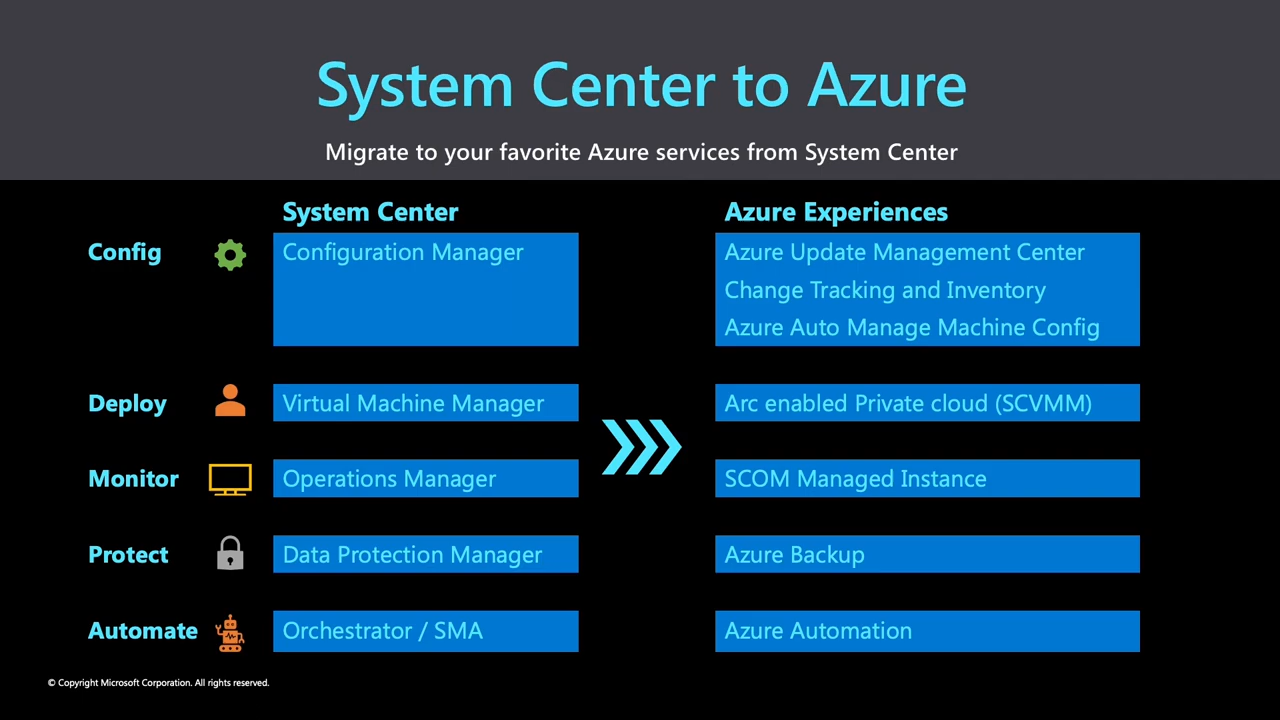 System Center to Azure
Migrate to your favorite Azure services from System Center
System Center
Azure Experiences
Config
Configuration Manager
Azure Update Management Center
Change Tracking and Inventory
Azure Auto Manage Machine Config
Deploy
Virtual Machine Manager
Arc enabled Private cloud (SCVMM)
Monitor
Operations Manager
SCOM Managed Instance
Protect
Data Protection Manager
Azure Backup
Automate
Orchestrator / SMA
Azure Automation
© Copyright Microsoft Corporation. All rights reserved.